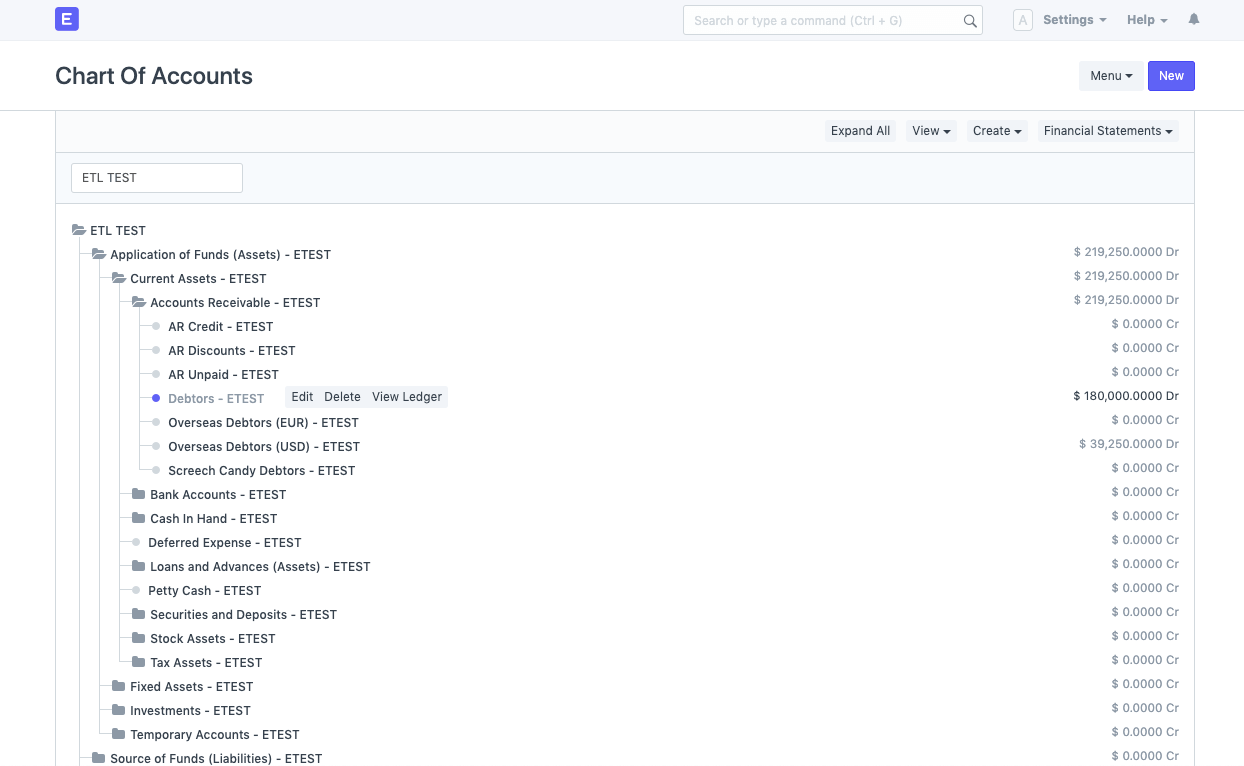 E
Search or type a command (Ctrl + G)
A Settings Help
Chart Of Accounts
Menu New
Expand All View Create Financial Statements
ETL TEST
ETL TEST
Application of Funds (Assets) - ETEST $ 219,250.0000 Dr
Current Assets - ETEST $ 219,250.0000 Dr
Accounts Receivable - ETEST $ 219,250.0000 Dr
AR Credit - ETEST $ 0.0000 Cr
AR Discounts - ETEST $ 0.0000 Cr
AR Unpaid - ETEST $ 0.0000 Cr
Debtors - ETEST Edit Delete View Ledger $ 180,000.0000 Dr
Overseas Debtors (EUR) - ETEST $ 0.0000 Cr
Overseas Debtors (USD) - ETEST $ 39,250.0000 Dr
Screech Candy Debtors - ETEST $ 0.0000 Cr
Bank Accounts - ETEST $ 0.0000 Cr
Cash In Hand - ETEST $ 0.0000 Cr
Deferred Expense - ETEST $ 0.0000 Cr
Loans and Advances (Assets) - ETEST $ 0.0000 Cr
Petty Cash - ETEST $ 0.0000 Cr
Securities and Deposits - ETEST $ 0.0000 Cr
Stock Assets - ETEST $ 0.0000 Cr
Tax Assets - ETEST $ 0.0000 Cr
Fixed Assets - ETEST $ 0.0000 Cr
Investments - ETEST $ 0.0000 Cr
Temporary Accounts - ETEST $ 0.0000 Cr
Source of Funds (Liabilities) - ETEST $ 0.0000 Cr